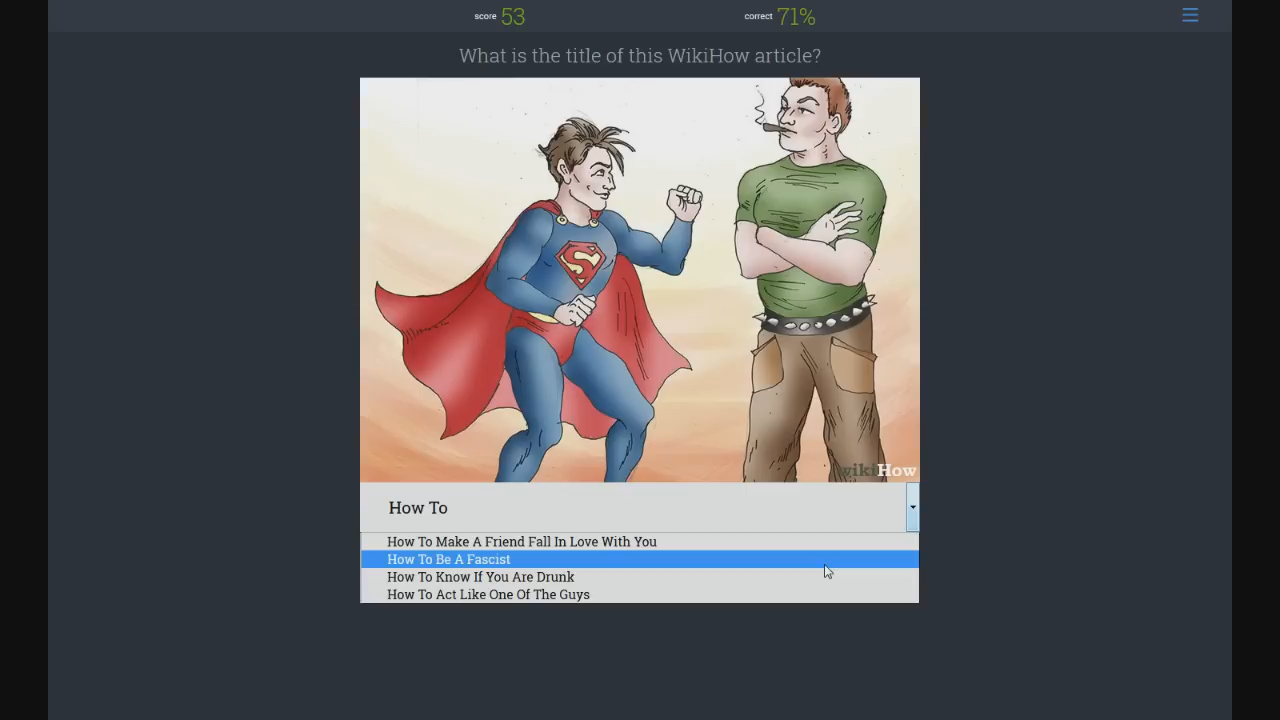 score 53 correct 71%
What is the title of this WikiHow article?
S
wikiHow
How To
How To Make A Friend Fall In Love With You
How To Be A Fascist
How To Know If You Are Drunk
How To Act Like One Of The Guys